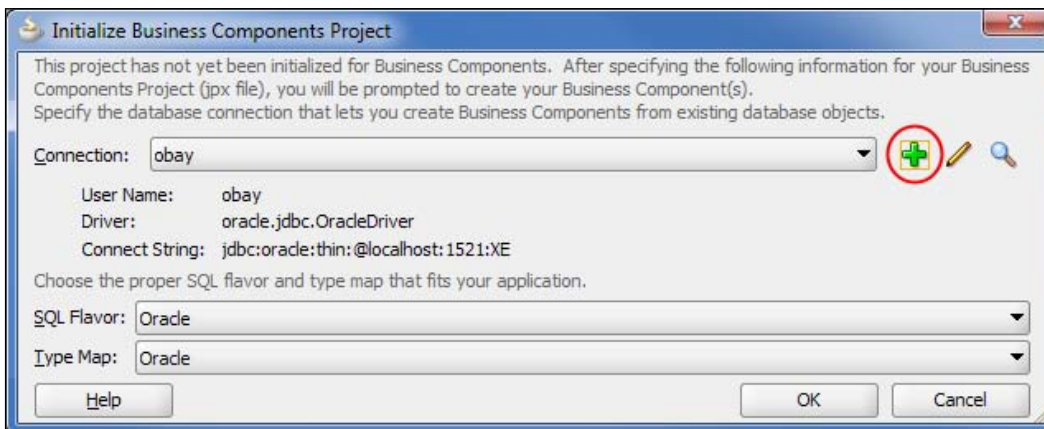 Initialize Business Components Project
This project has not yet been initialized for Business Components. After specifying the following information for your Business
Components Project (jpx file), you will be prompted to create your Business Component(s).
Specify the database connection that lets you create Business Components from existing database objects.
Connection: obay
User Name: obay
Driver: oracle.jdbc.OracleDriver
Connect String: jdbc:oracle:thin:@localhost:1521:XE
Choose the proper SQL flavor and type map that fits your application.
SQL Flavor: Oracle
Type Map: Oracle
Help OK Cancel